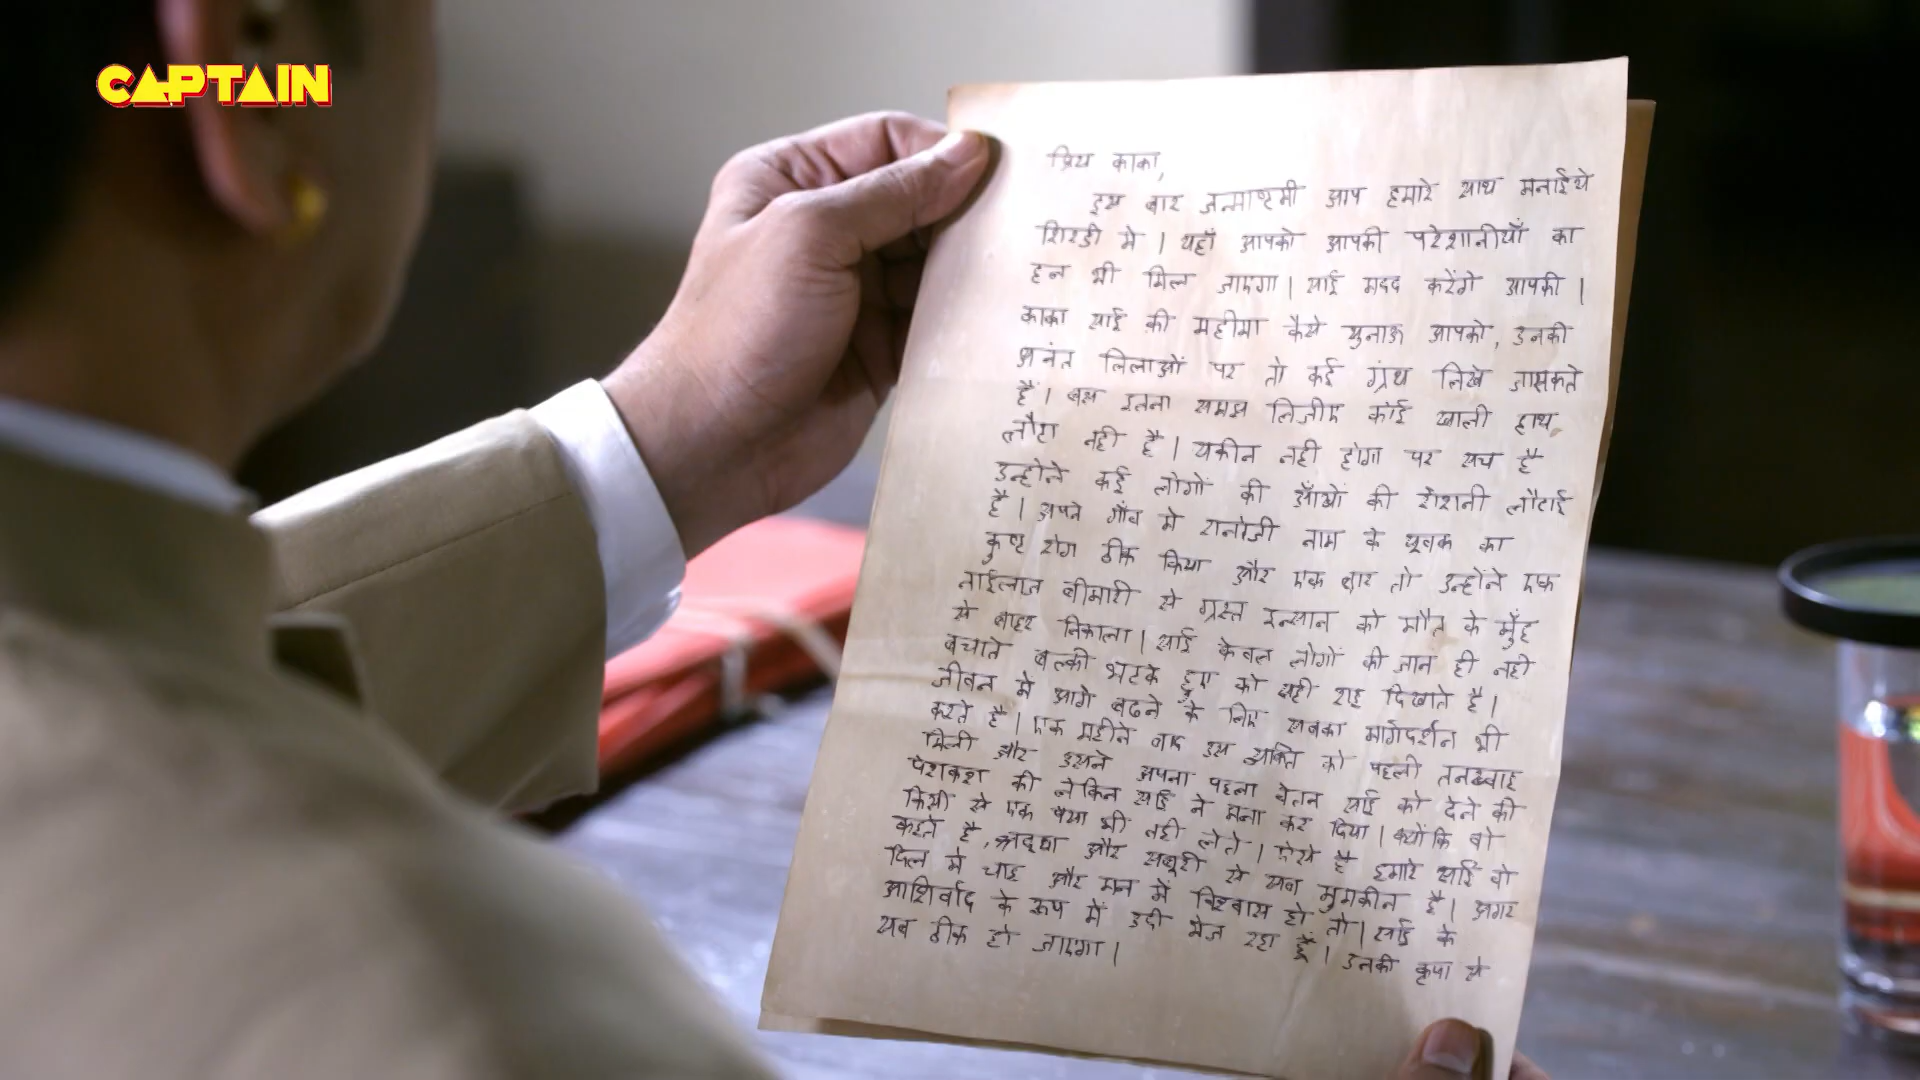 CAPTAIN
प्रिय काका,
इस बार जन्माष्टमी आप हमारे साथ मनाईये
शिरडी मे । यहाँ आपको आपकी परेशानीयाँ का
हल भी मिल जाएगा । साई मदद करेंगे आपकी ।
काका साई की महीमा कैसे सुनाऊ आपको, उनकी
अनंत लिलाओं पर तो कई ग्रंथ लिखे जासकते
हैं । बस इतना समझ लिजीए कोई खाली हाथ
लौटा नही है । यकीन नही होगा पर सच है
उन्होने कई लोगों की आँखों की रोशनी लौटाई
है । अपने गाँव मे रानोजी नाम के यूवक का
कुष्ट रोग ठीक किया और एक बार तो उन्होंने एक
नाईलाज बीमारी से ग्रस्त इन्सान को मौत के मुँह
से बाहर निकाला । साई केवल लोगों की जान ही नही
बचाते बल्की भटके हुए को सही राह दिखाते है ।
जीवन मे आगे बढने के लिए सबका मार्गदर्शन भी
करते है । एक महीने बाद उस व्यक्ति को पहली तनख्वाह
मिली और उसने अपना पहला वेतन साई को देने की
पेशकश की लेकिन साई ने मना कर दिया । क्योंकि वो
किसी से एक पैसा भी नही लेते । ऐसे है हमारे साई वो
कहते है, श्रद्धा और सबूरी से सब मुमकीन है । अगर
दिल मे चाह और मन में विश्वास हो तो । साई के
आशिर्वाद के रूप में उदी भेज रहा हूँ । उनकी कृपा से
सब ठीक हो जाएगा ।